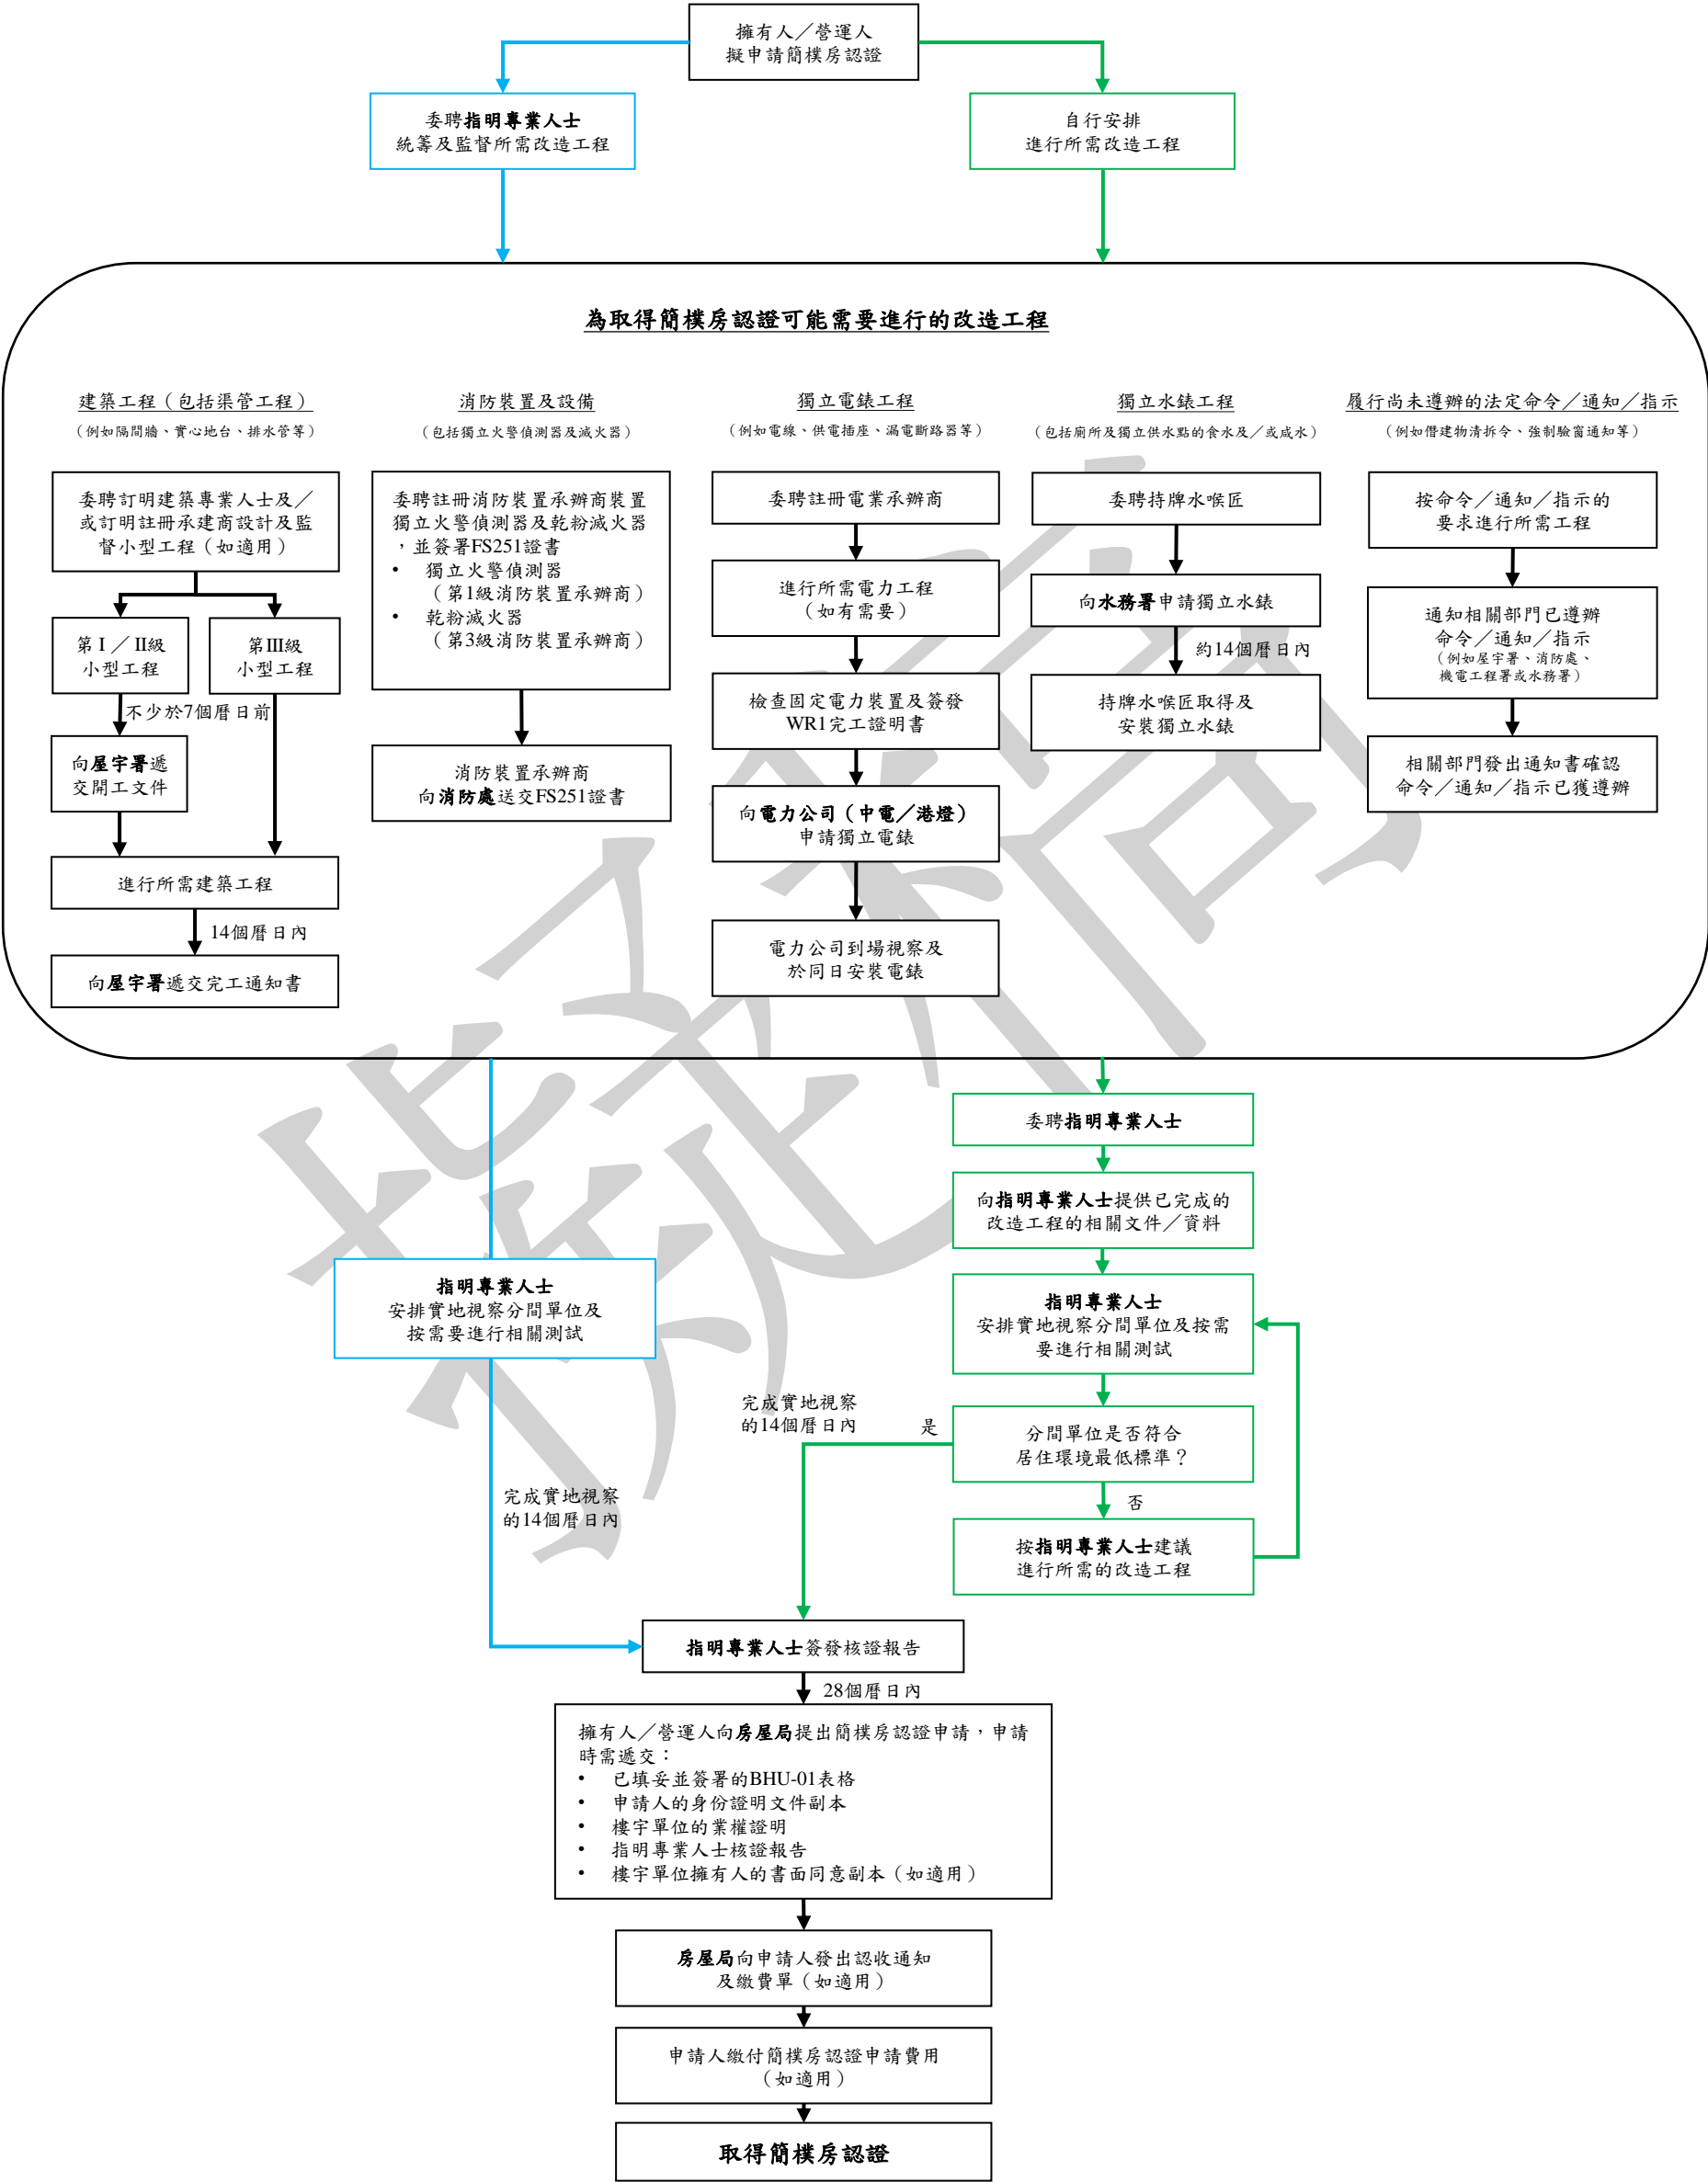 擁有人／營運人
擬申請簡樸房認證
委聘指明專業人士
統籌及監督所需改造工程
自行安排
進行所需改造工程
為取得簡樸房認證可能需要進行的改造工程
建築工程（包括渠管工程）
（例如隔間牆、實心地台、排水管等）
委聘訂明建築專業人士及／
或訂明註冊承建商設計及監
督小型工程（如適用）
第 I ／ II級
小型工程
第III級
小型工程
不少於7個曆日前
向屋宇署遞
交開工文件
進行所需建築工程
14個曆日內
向屋宇署遞交完工通知書
消防裝置及設備
（包括獨立火警偵測器及滅火器）
委聘註冊消防裝置承辦商裝置
獨立火警偵測器及乾粉滅火器
，並簽署FS251證書
• 獨立火警偵測器
（第1級消防裝置承辦商）
• 乾粉滅火器
（第3級消防裝置承辦商）
消防裝置承辦商
向消防處送交FS251證書
獨立電錶工程
（例如電線、供電插座、漏電斷路器等）
委聘註冊電業承辦商
進行所需電力工程
（如有需要）
檢查固定電力裝置及簽發
WR1完工證明書
向電力公司（中電／港燈）
申請獨立電錶
電力公司到場視察及
於同日安裝電錶
獨立水錶工程
（包括廁所及獨立供水點的食水及／或咸水）
委聘持牌水喉匠
向水務署申請獨立水錶
約14個曆日內
持牌水喉匠取得及
安裝獨立水錶
履行尚未遵辦的法定命令／通知／指示
（例如僭建物清拆令、強制驗窗通知等）
按命令／通知／指示的
要求進行所需工程
通知相關部門已遵辦
命令／通知／指示
（例如屋宇署、消防處、
機電工程署或水務署）
相關部門發出通知書確認
命令／通知／指示已獲遵辦
擬稿
委聘指明專業人士
向指明專業人士提供已完成的
改造工程的相關文件／資料
指明專業人士
安排實地視察分間單位及
按需要進行相關測試
指明專業人士
安排實地視察分間單位及按需
要進行相關測試
完成實地視察
的14個曆日內
是
分間單位是否符合
居住環境最低標準？
否
完成實地視察
的14個曆日內
按指明專業人士建議
進行所需的改造工程
指明專業人士簽發核證報告
28個曆日內
擁有人／營運人向房屋局提出簡樸房認證申請，申請
時需遞交：
• 已填妥並簽署的BHU-01表格
• 申請人的身份證明文件副本
• 樓宇單位的業權證明
• 指明專業人士核證報告
• 樓宇單位擁有人的書面同意副本（如適用）
房屋局向申請人發出認收通知
及繳費單（如適用）
申請人繳付簡樸房認證申請費用
（如適用）
取得簡樸房認證